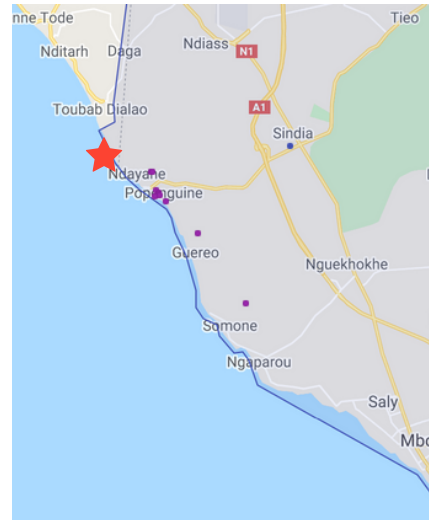 nne Tode
Tieo
Ndiass
N1
Nditarh
Daga
Toubab Dialao
A1
Sindia
Ndayane
Popenguine
Guereo
Nguekhokhe
Somone
Ngaparou
Saly
Mbo